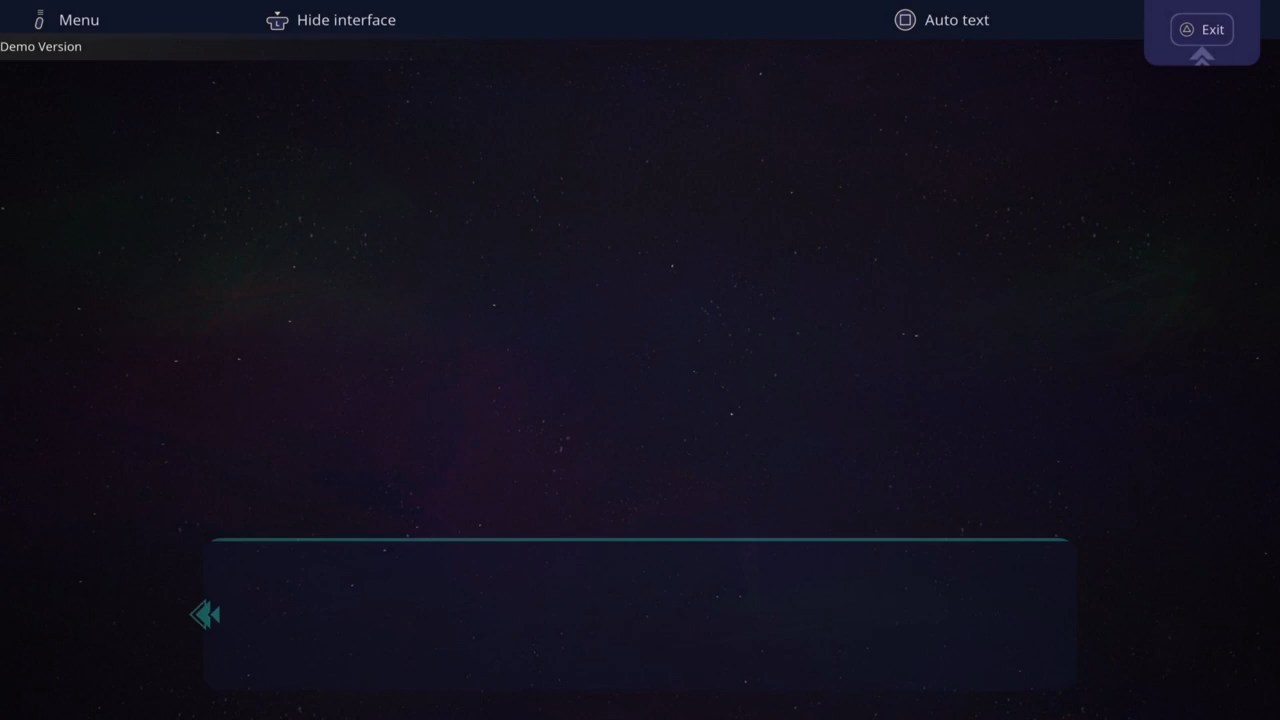 Menu
Hide interface
Auto text
Exit
Demo Version
L